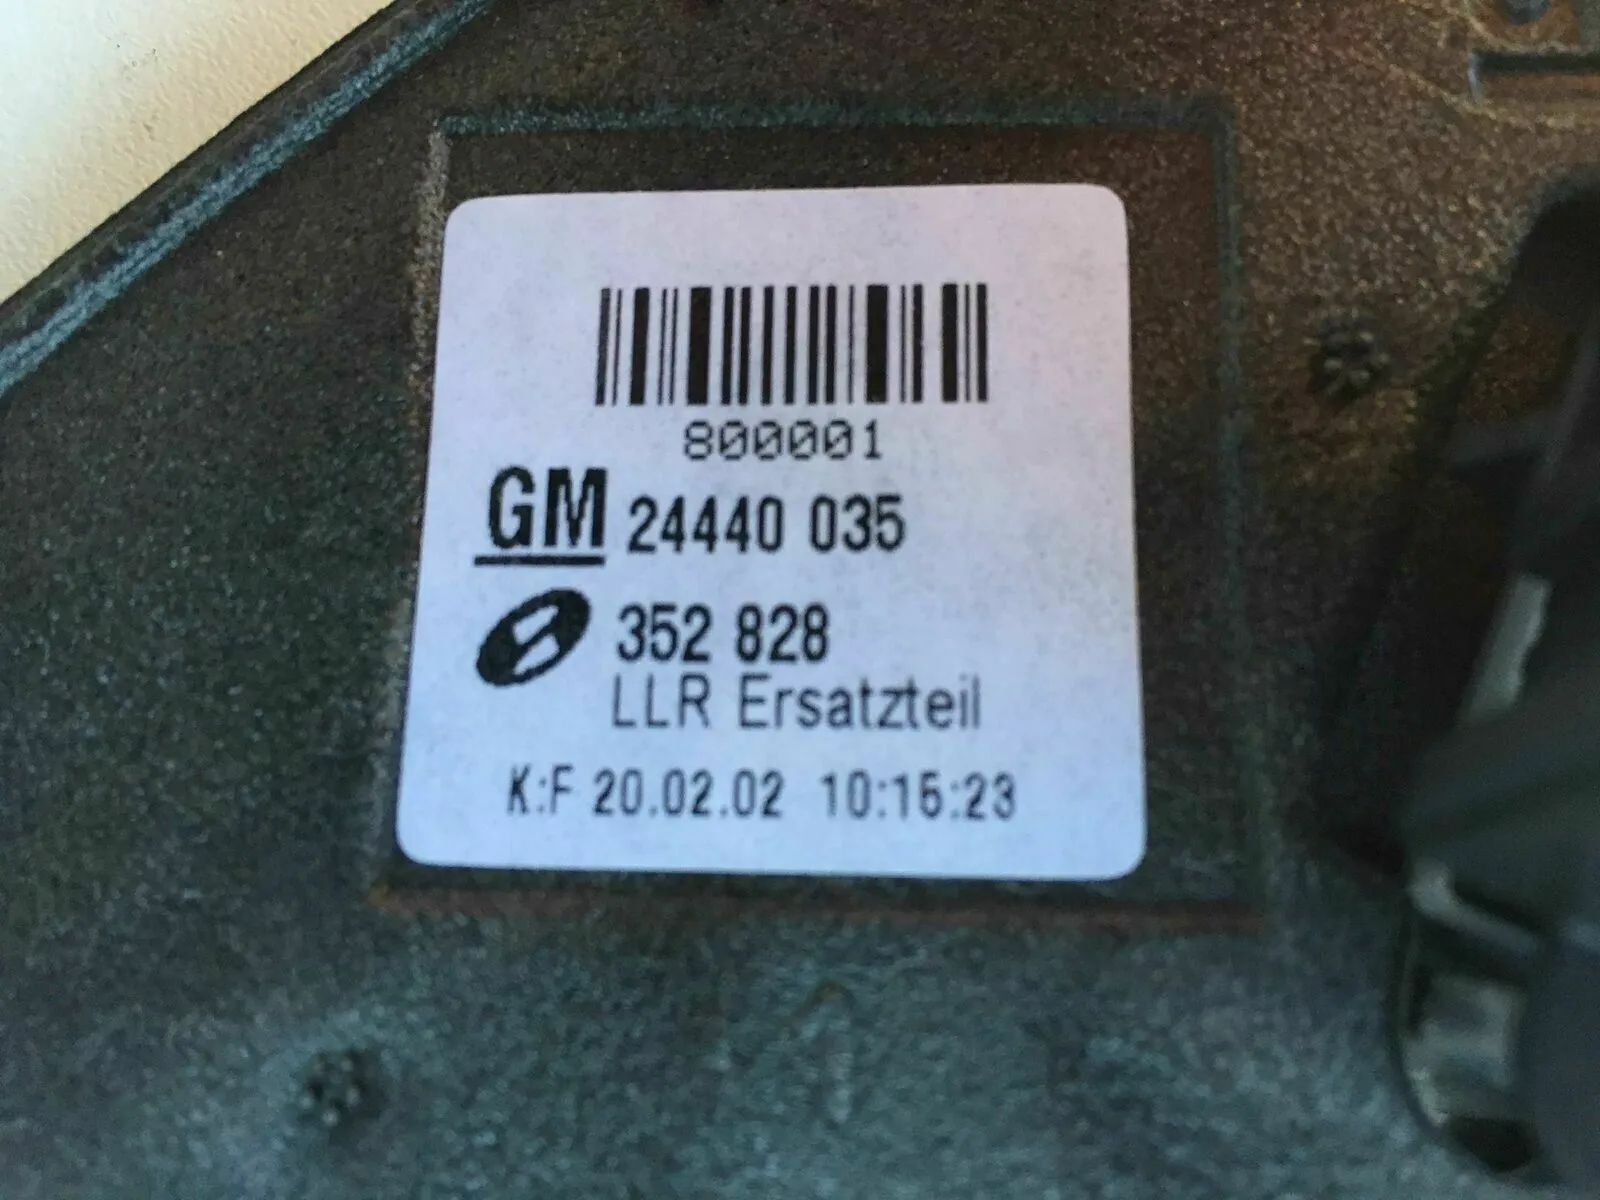 800001
GM 24440 035
352 828
LLR Ersatzteil
K:F 20.02.02 10:15:23